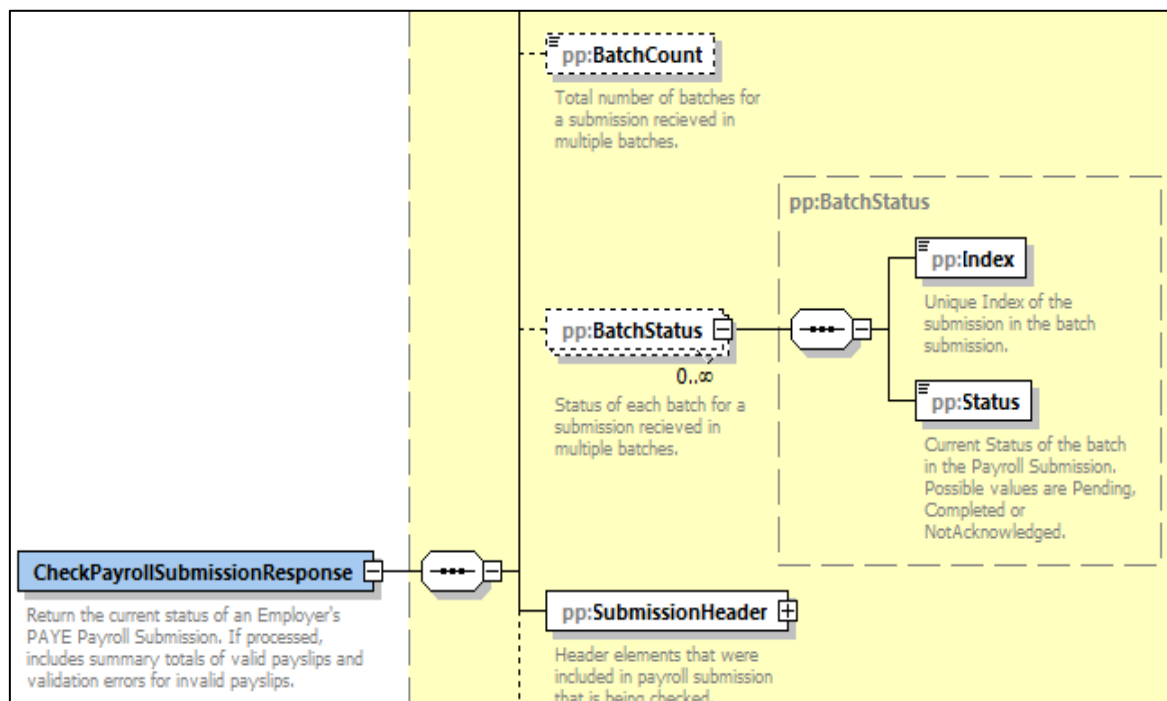 pp:BatchCount
Total number of batches for
a submission recieved in
multiple batches.
pp:BatchStatus
pp:Index
Unique Index of the
submission in the batch
submission.
pp:BatchStatus
0..∞
Status of each batch for a
submission recieved in
multiple batches.
pp:Status
Current Status of the batch
in the Payroll Submission.
Possible values are Pending,
Completed or
NotAcknowledged.
CheckPayrollSubmissionResponse
Return the current status of an Employer's
PAYE Payroll Submission. If processed,
includes summary totals of valid payslips and
validation errors for invalid payslips.
pp:SubmissionHeader
Header elements that were
included in payroll submission
that is being checked.